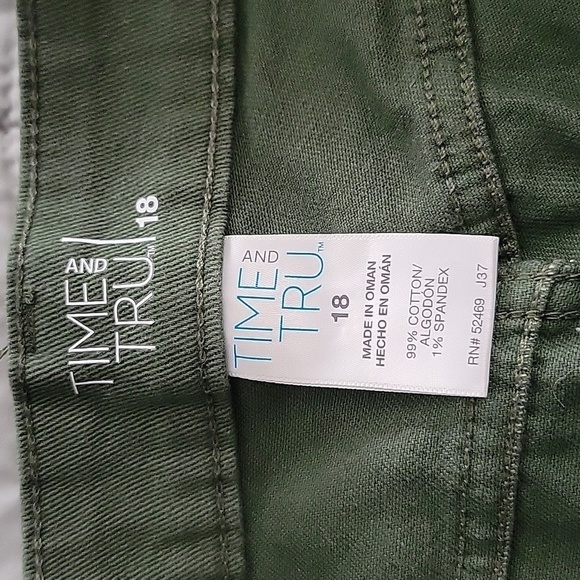 TIME
AND
TRU™ 18
TIME
AND
TRU™
18
MADE IN OMAN
HECHO EN OMÁN
99% COTTON/
ALGODÓN
1% SPANDEX
RN# 52469 J37